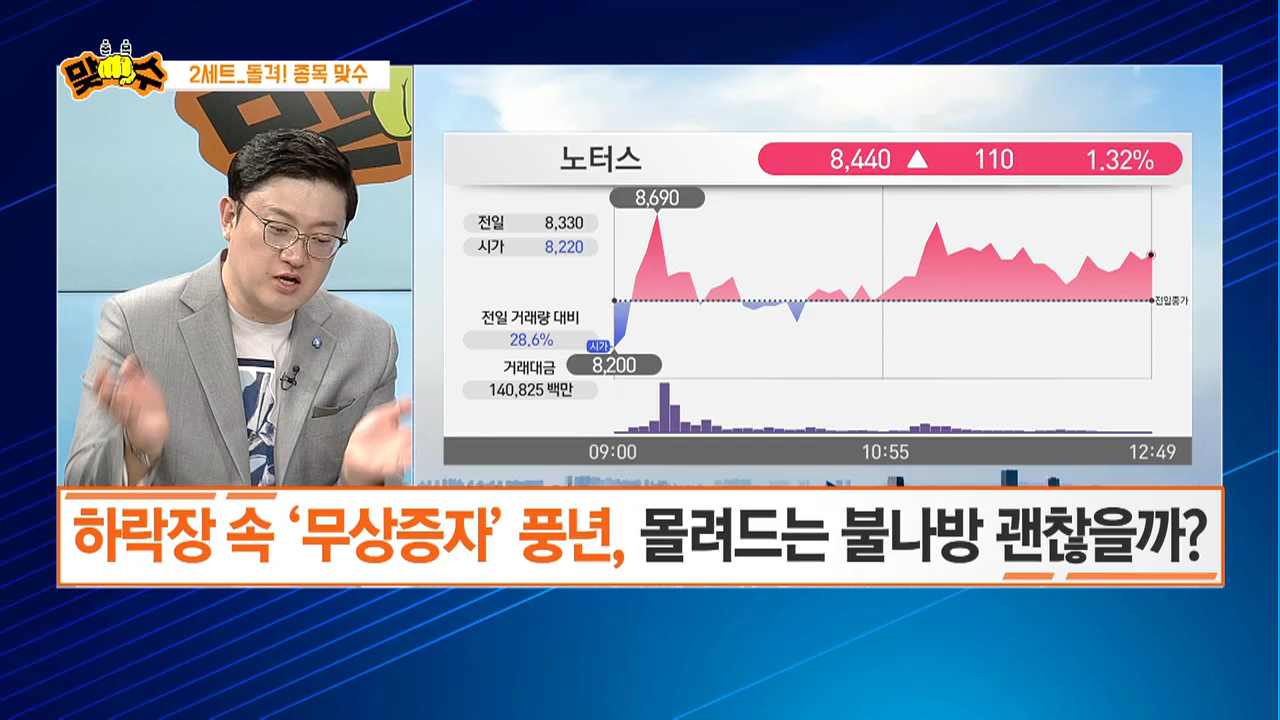 종목
맞수
2세트_돌격! 종목 맞수
노터스
8,440 ▲ 110 1.32%
8,690
전일 8,330
시가 8,220
전일종가
전일 거래량 대비
28.6%
시가
8,200
거래대금
140,825 백만
09:00 10:55 12:49
하락장 속 ‘무상증자’ 풍년, 몰려드는 불나방 괜찮을까?